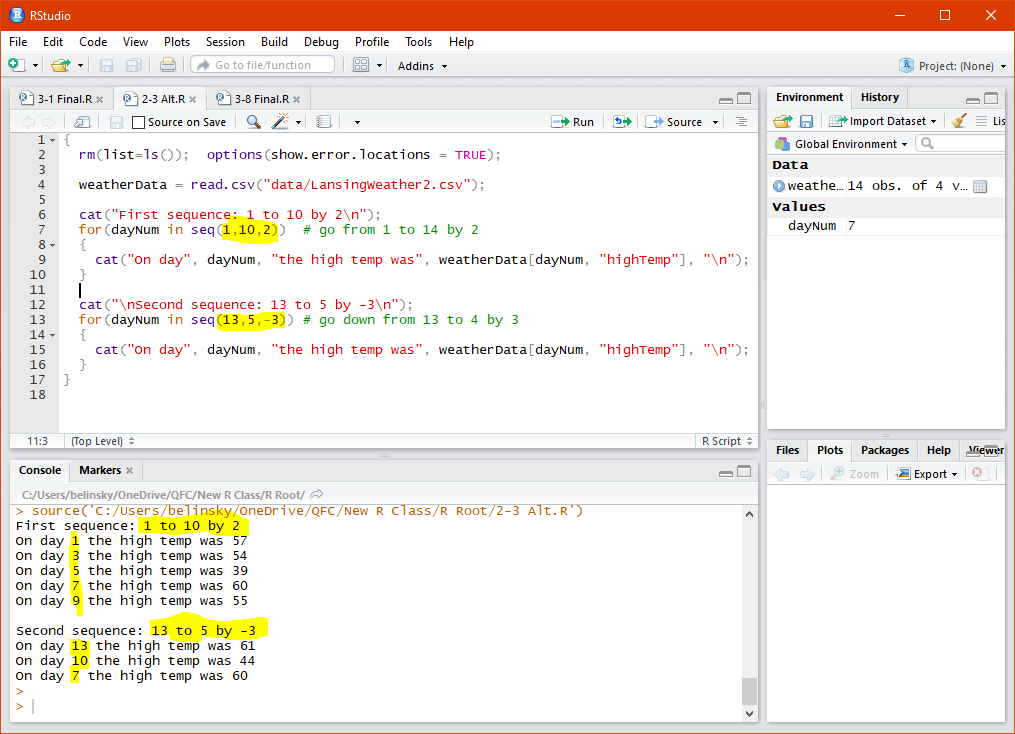 RStudio
File Edit Code View Plots Session Build Debug Profile Tools Help
Go to file/function Addins Project: (None)
3-1 Final.R 2-3 Alt.R 3-8 Final.R
Source on Save Run Source
1 {
2 rm(list=ls()); options(show.error.locations = TRUE);
3
4 weatherData = read.csv("data/LansingWeather2.csv");
5
6 cat("First sequence: 1 to 10 by 2\n");
7 for(dayNum in seq(1,10,2)) # go from 1 to 14 by 2
8 {
9 cat("On day", dayNum, "the high temp was", weatherData[dayNum, "highTemp"], "\n");
10 }
11
12 cat("\nSecond sequence: 13 to 5 by -3\n");
13 for(dayNum in seq(13,5,-3)) # go down from 13 to 4 by 3
14 {
15 cat("On day", dayNum, "the high temp was", weatherData[dayNum, "highTemp"], "\n");
16 }
17 }
18
11:3 (Top Level) R Script
Console Markers
C:/Users/belinsky/OneDrive/QFC/New R Class/R Root/
> source('C:/Users/belinsky/OneDrive/QFC/New R Class/R Root/2-3 Alt.R')
First sequence: 1 to 10 by 2
On day 1 the high temp was 57
On day 3 the high temp was 54
On day 5 the high temp was 39
On day 7 the high temp was 60
On day 9 the high temp was 55
Second sequence: 13 to 5 by -3
On day 13 the high temp was 61
On day 10 the high temp was 44
On day 7 the high temp was 60
>
>
Environment History
Import Dataset Lis
Global Environment
Data
weathe… 14 obs. of 4 v…
Values
dayNum 7
Files Plots Packages Help Viewer
Zoom Export